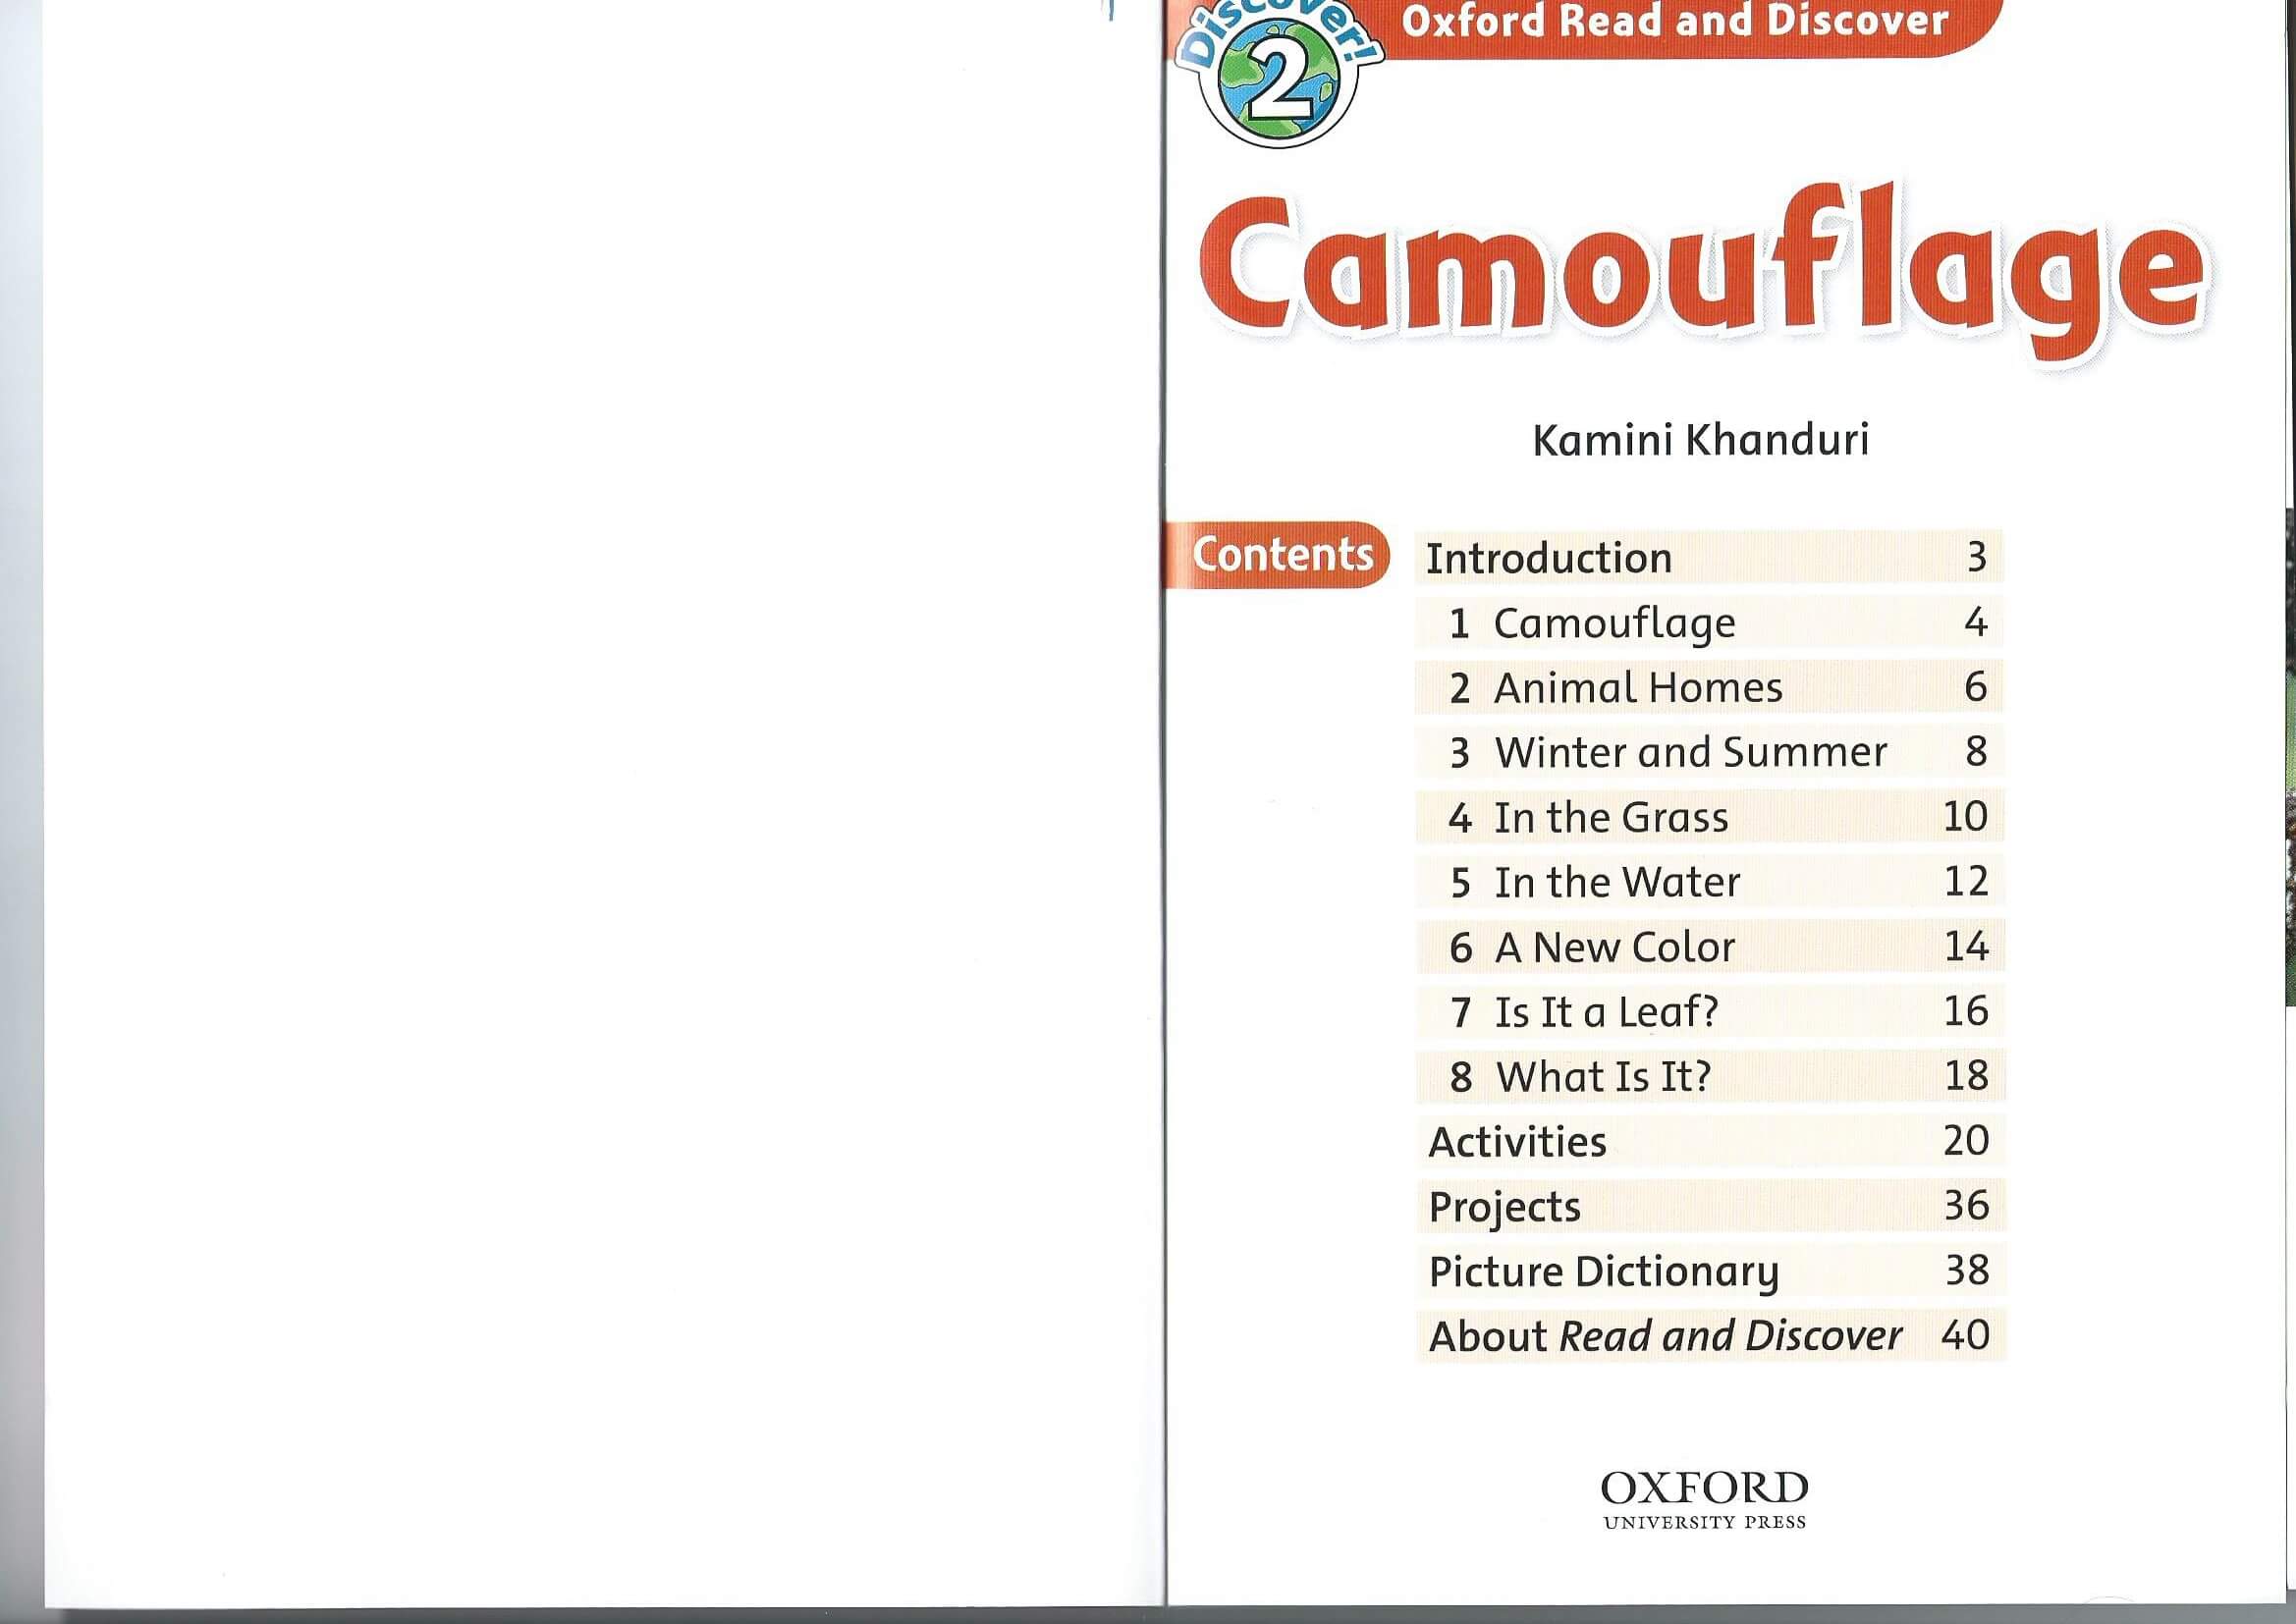 Discover!
2
Oxford Read and Discover
Camouflage
Kamini Khanduri
Contents
Introduction 3
1 Camouflage 4
2 Animal Homes 6
3 Winter and Summer 8
4 In the Grass 10
5 In the Water 12
6 A New Color 14
7 Is It a Leaf? 16
8 What Is It? 18
Activities 20
Projects 36
Picture Dictionary 38
About Read and Discover 40
OXFORD
UNIVERSITY PRESS